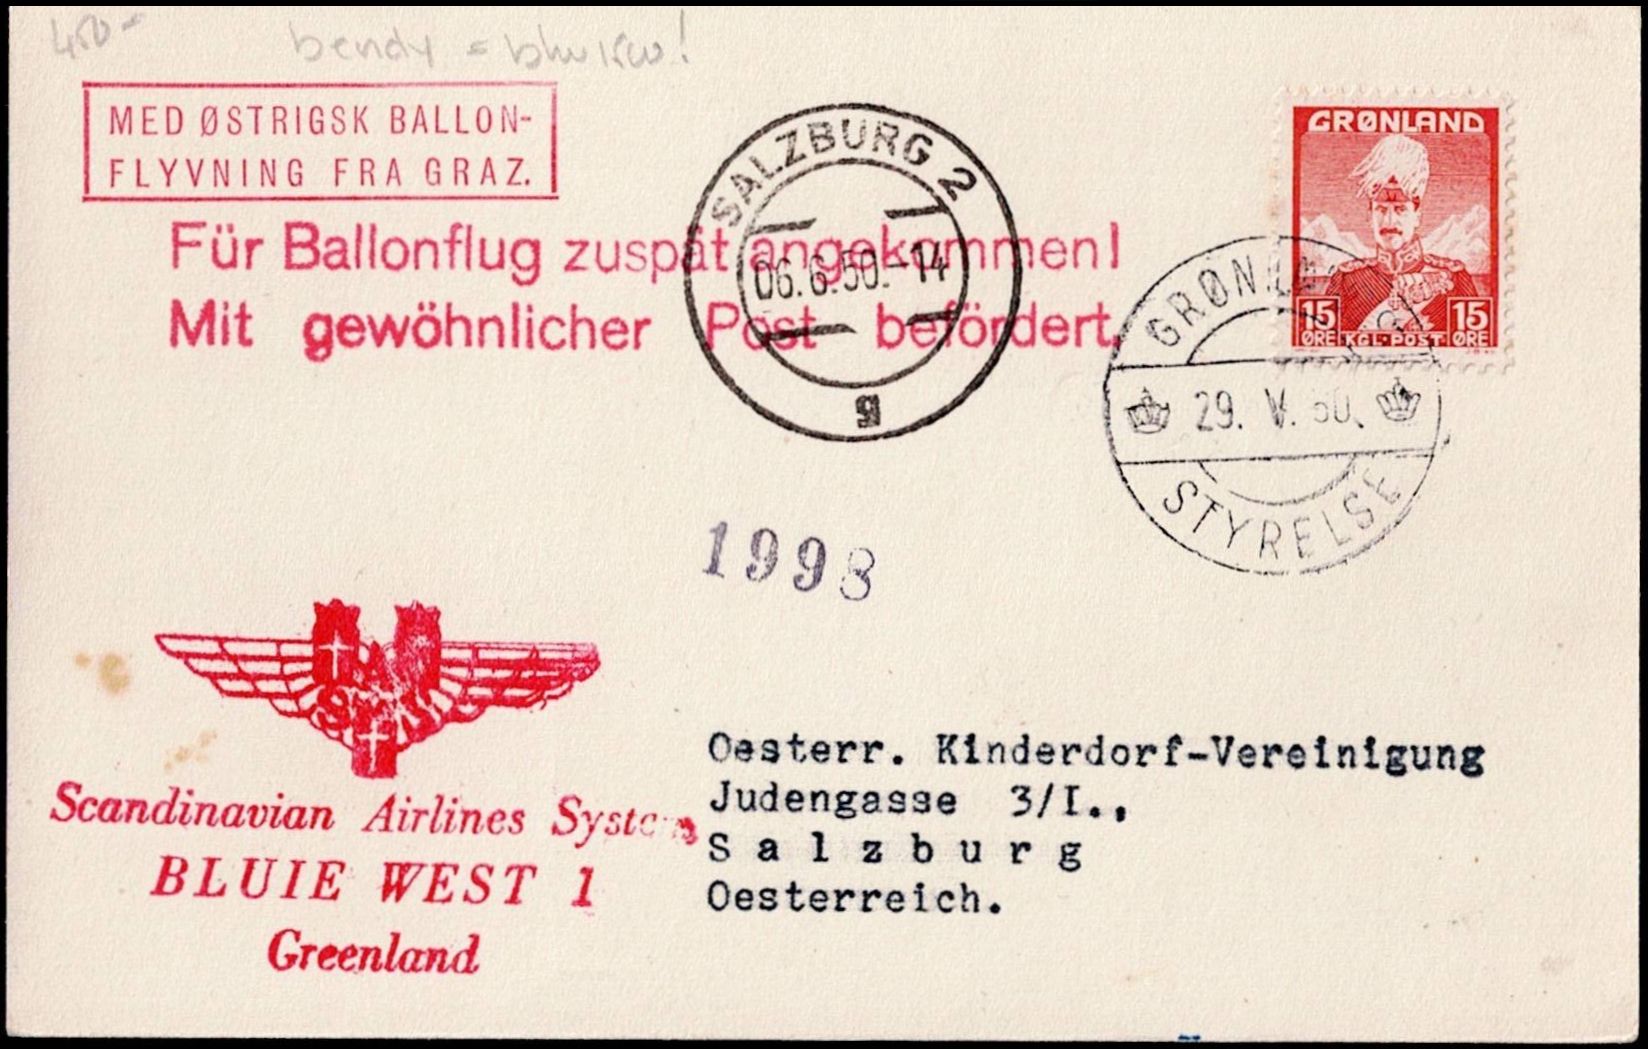 450-
MED ØSTRIGSK BALLON-
FLYVNING FRA GRAZ.
Für Ballonflug zuspät angekommen!
Mit gewöhnlicher Post befördert.
SALZBURG 2
06.6.50.-14
g
GRØNLAND
15 ØRE KGL·POST 15 ØRE
GRØNLANDS
29. V. 50.
STYRELSE
1998
Scandinavian Airlines System
BLUIE WEST 1
Greenland
Oesterr. Kinderdorf-Vereinigung
Judengasse 3/I.,
Salzburg
Oesterreich.